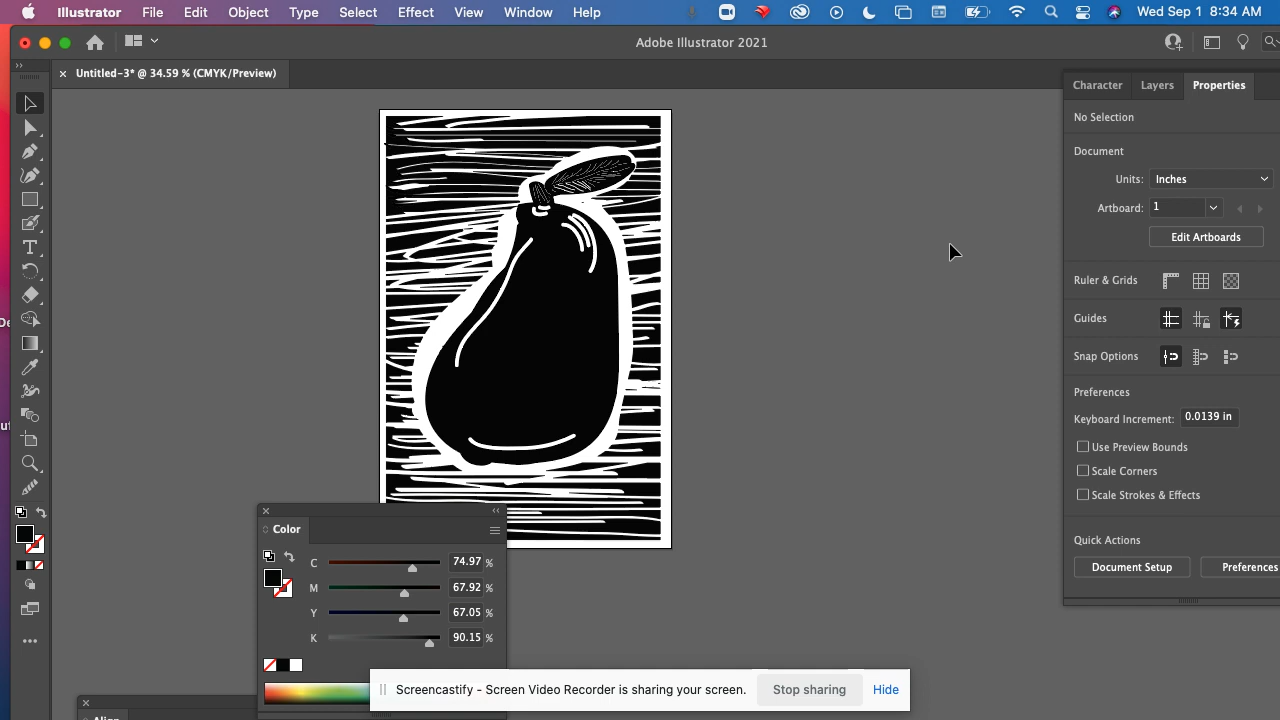 Illustrator File Edit Object Type Select Effect View Window Help Wed Sep 1 8:34 AM
Adobe Illustrator 2021
Untitled-3* @ 34.59 % (CMYK/Preview)
Character Layers Properties
No Selection
Document
Units: Inches
Artboard: 1
Edit Artboards
Ruler & Grids
Guides
Snap Options
Preferences
Keyboard Increment: 0.0139 in
Use Preview Bounds
Scale Corners
Scale Strokes & Effects
Quick Actions
Document Setup Preferences
Color
C 74.97 %
M 67.92 %
Y 67.05 %
K 90.15 %
Screencastify - Screen Video Recorder is sharing your screen. Stop sharing Hide
Align